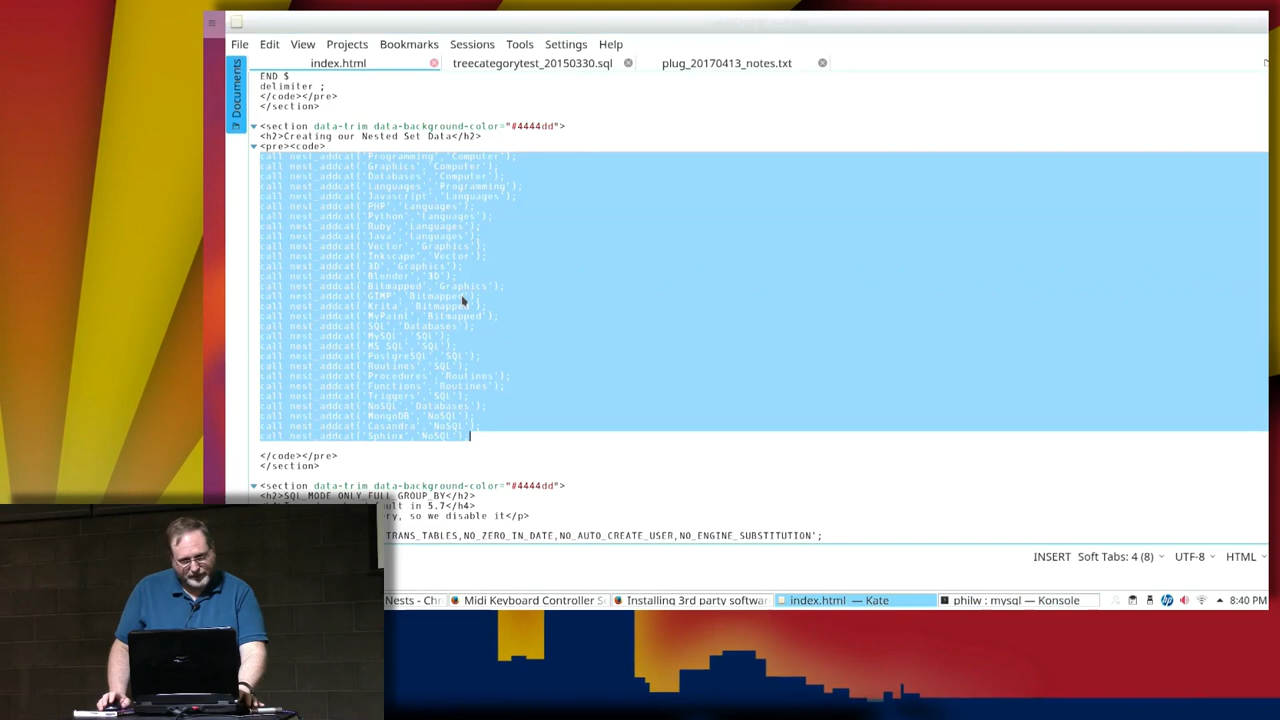 File Edit View Projects Bookmarks Sessions Tools Settings Help
Documents
index.html treecategorytest_20150330.sql plug_20170413_notes.txt
END $
delimiter ;
</code></pre>
</section>
<section data-trim data-background-color="#4444dd">
<h2>Creating our Nested Set Data</h2>
<pre><code>
call nest_addcat('Programming','Computer');
call nest_addcat('Graphics','Computer');
call nest_addcat('Databases','Computer');
call nest_addcat('Languages','Programming');
call nest_addcat('Javascript','Languages');
call nest_addcat('PHP','Languages');
call nest_addcat('Python','Languages');
call nest_addcat('Ruby','Languages');
call nest_addcat('Java','Languages');
call nest_addcat('Vector','Graphics');
call nest_addcat('Inkscape','Vector');
call nest_addcat('3D','Graphics');
call nest_addcat('Blender','3D');
call nest_addcat('Bitmapped','Graphics');
call nest_addcat('GIMP','Bitmapped');
call nest_addcat('Krita','Bitmapped');
call nest_addcat('MyPaint','Bitmapped');
call nest_addcat('SQL','Databases');
call nest_addcat('MySQL','SQL');
call nest_addcat('MS SQL','SQL');
call nest_addcat('PostgreSQL','SQL');
call nest_addcat('Routines','SQL');
call nest_addcat('Procedures','Routines');
call nest_addcat('Functions','Routines');
call nest_addcat('Triggers','SQL');
call nest_addcat('NoSQL','Databases');
call nest_addcat('MongoDB','NoSQL');
call nest_addcat('Casandra','NoSQL');
call nest_addcat('Sphinx','NoSQL');
</code></pre>
</section>
<section data-trim data-background-color="#4444dd">
<h2>SQL_MODE ONLY_FULL_GROUP_BY</h2>
in 5.7</h4>
so we disable it</p>
TRANS_TABLES,NO_ZERO_IN_DATE,NO_AUTO_CREATE_USER,NO_ENGINE_SUBSTITUTION';
INSERT Soft Tabs: 4 (8) UTF-8 HTML
Nests - Chr Midi Keyboard Controller S Installing 3rd party softwa index.html — Kate philw : mysql — Konsole 8:40 PM